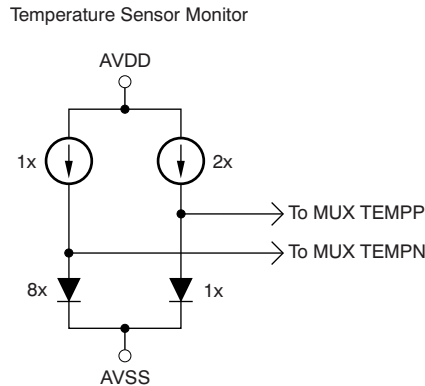 Temperature Sensor Monitor
AVDD
1x
2x
To MUX TEMPP
To MUX TEMPN
8x
1x
AVSS